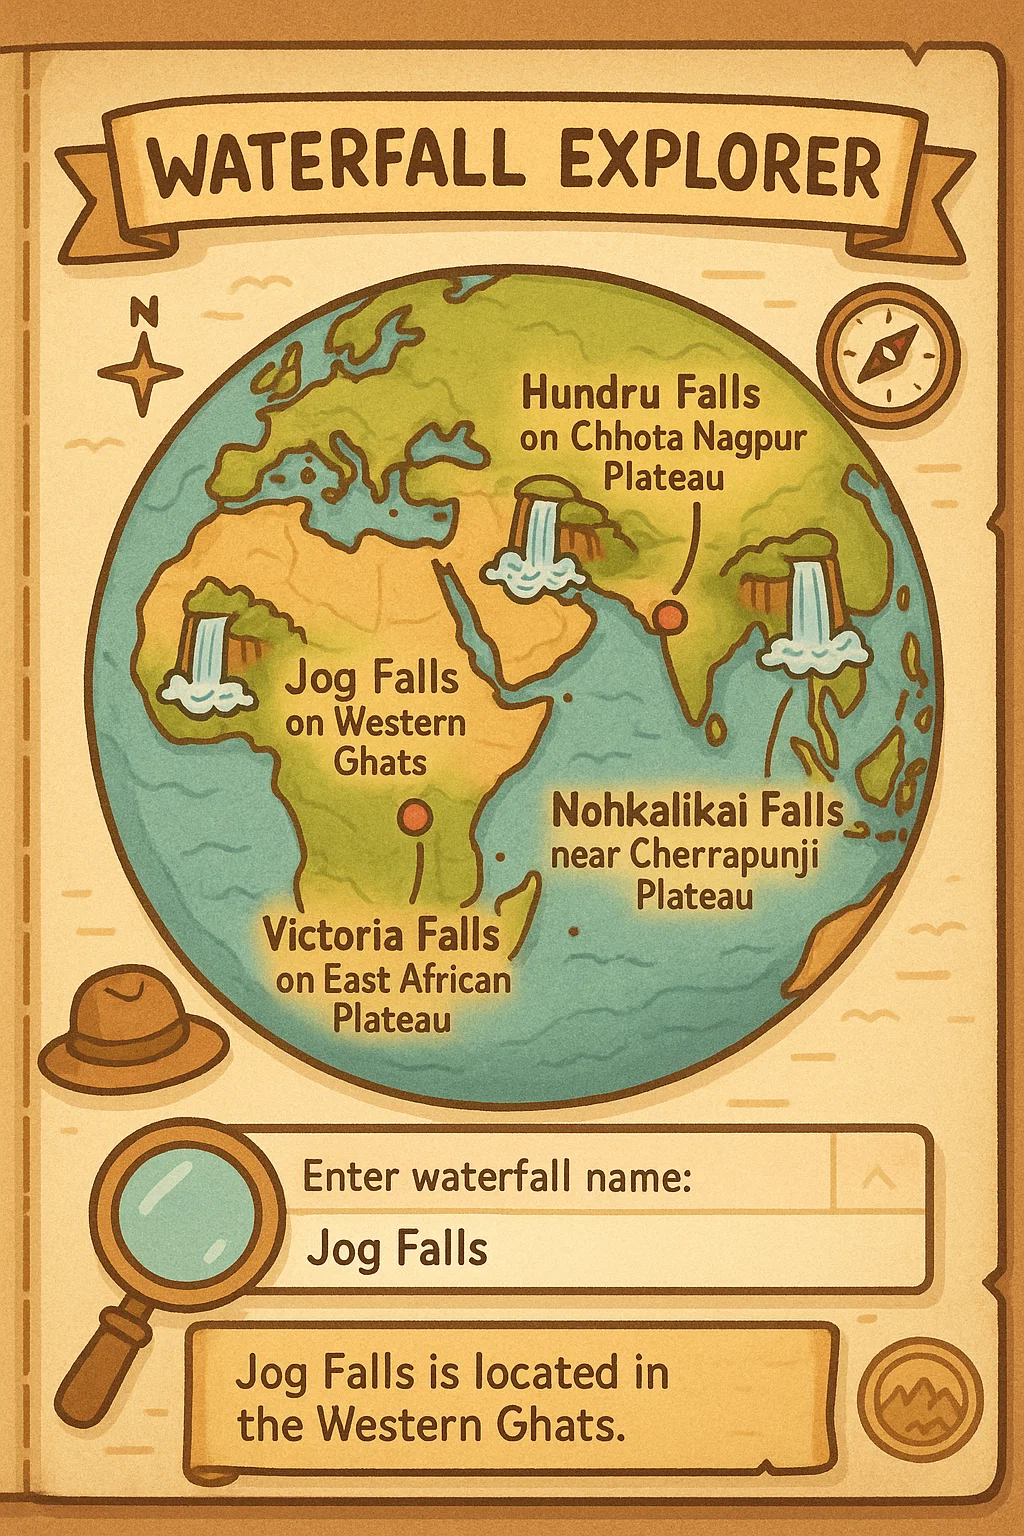 WATERFALL EXPLORER
N
Hundru Falls
on Chhota Nagpur
Plateau
Jog Falls
on Western
Ghats
Nohkalikai Falls
near Cherrapunji
Plateau
Victoria Falls
on East African
Plateau
Enter waterfall name:
Jog Falls
Jog Falls is located in
the Western Ghats.